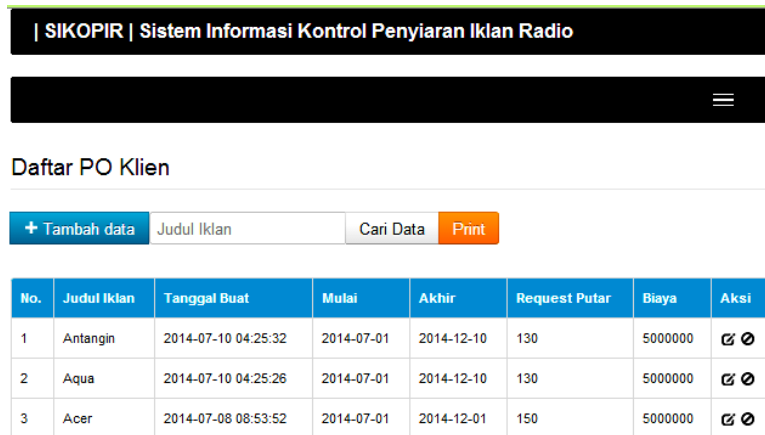 | SIKOPIR | Sistem Informasi Kontrol Penyiaran Iklan Radio
Daftar PO Klien
+ Tambah data Judul Iklan Cari Data Print
No. Judul Iklan Tanggal Buat Mulai Akhir Request Putar Biaya Aksi
1 Antangin 2014-07-10 04:25:32 2014-07-01 2014-12-10 130 5000000
2 Aqua 2014-07-10 04:25:26 2014-07-01 2014-12-10 130 5000000
3 Acer 2014-07-08 08:53:52 2014-07-01 2014-12-01 150 5000000